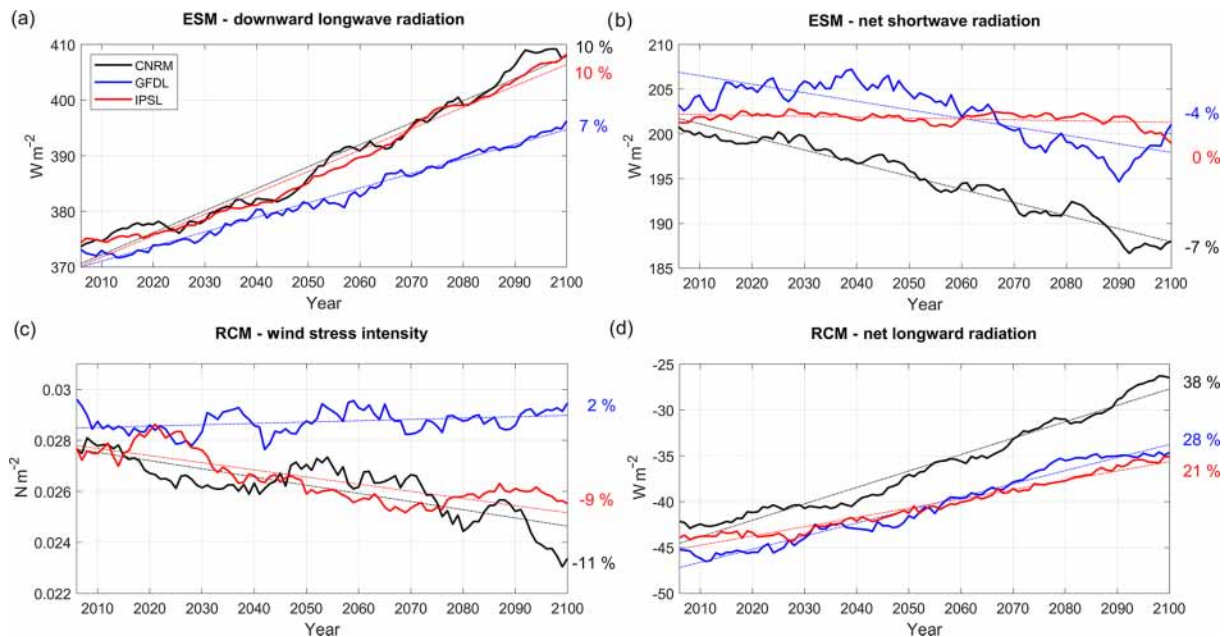 (a)
ESM - downward longwave radiation
410
400
390
380
370
W m-2
CNRM
GFDL
IPSL
10 %
10 %
7 %
2010 2020 2030 2040 2050 2060 2070 2080 2090 2100
Year
(b)
ESM - net shortwave radiation
210
205
200
195
190
185
W m-2
-4 %
0 %
-7 %
2010 2020 2030 2040 2050 2060 2070 2080 2090 2100
Year
(c)
RCM - wind stress intensity
0.03
0.028
0.026
0.024
0.022
N m-2
2 %
-9 %
-11 %
2010 2020 2030 2040 2050 2060 2070 2080 2090 2100
Year
(d)
RCM - net longward radiation
-25
-30
-35
-40
-45
-50
W m-2
38 %
28 %
21 %
2010 2020 2030 2040 2050 2060 2070 2080 2090 2100
Year